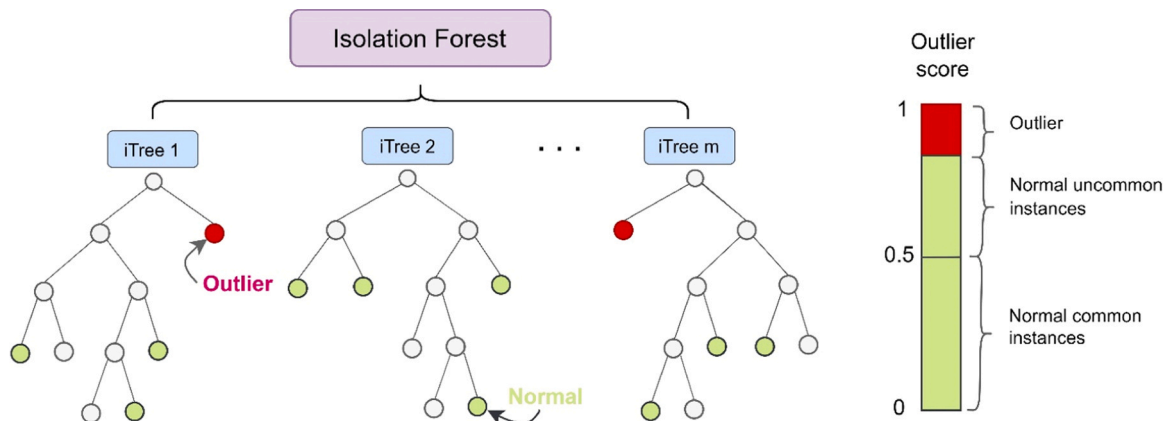 Isolation Forest
iTree 1
iTree 2
. . .
iTree m
Outlier
Normal
Outlier
score
1
0.5
0
Outlier
Normal uncommon
instances
Normal common
instances